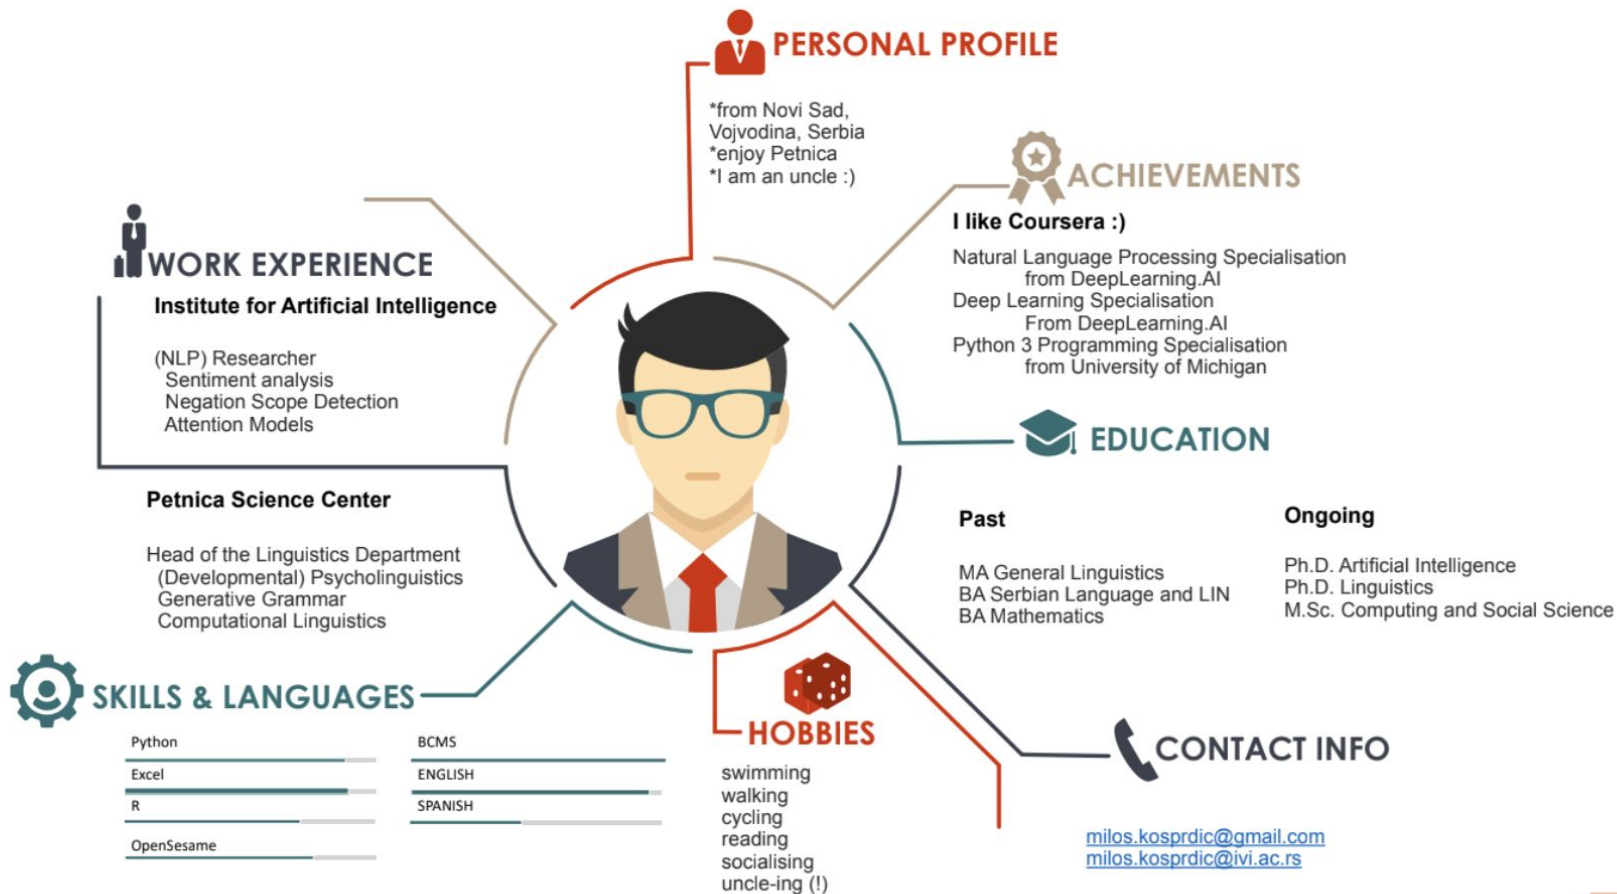 PERSONAL PROFILE
*from Novi Sad,
Vojvodina, Serbia
*enjoy Petnica
*I am an uncle :)
ACHIEVEMENTS
I like Coursera :)
Natural Language Processing Specialisation
from DeepLearning.AI
Deep Learning Specialisation
From DeepLearning.AI
Python 3 Programming Specialisation
from University of Michigan
WORK EXPERIENCE
Institute for Artificial Intelligence
(NLP) Researcher
Sentiment analysis
Negation Scope Detection
Attention Models
Petnica Science Center
Head of the Linguistics Department
(Developmental) Psycholinguistics
Generative Grammar
Computational Linguistics
EDUCATION
Past
MA General Linguistics
BA Serbian Language and LIN
BA Mathematics
Ongoing
Ph.D. Artificial Intelligence
Ph.D. Linguistics
M.Sc. Computing and Social Science
SKILLS & LANGUAGES
Python
Excel
R
OpenSesame
BCMS
ENGLISH
SPANISH
HOBBIES
swimming
walking
cycling
reading
socialising
uncle-ing (!)
CONTACT INFO
milos.kosprdic@gmail.com
milos.kosprdic@ivi.ac.rs